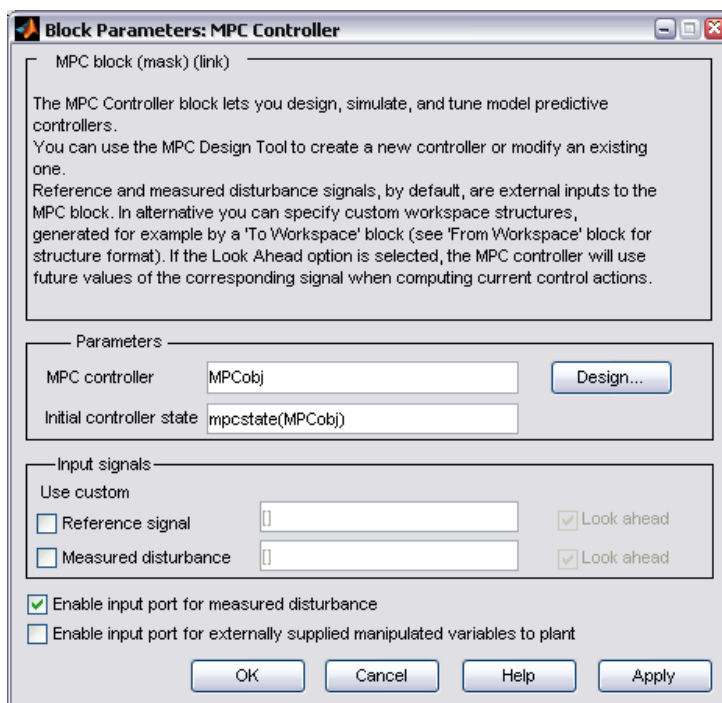 Block Parameters: MPC Controller
MPC block (mask) (link)
The MPC Controller block lets you design, simulate, and tune model predictive
controllers.
You can use the MPC Design Tool to create a new controller or modify an existing
one.
Reference and measured disturbance signals, by default, are external inputs to the
MPC block. In alternative you can specify custom workspace structures,
generated for example by a 'To Workspace' block (see 'From Workspace' block for
structure format). If the Look Ahead option is selected, the MPC controller will use
future values of the corresponding signal when computing current control actions.
Parameters
MPC controller MPCobj Design...
Initial controller state mpcstate(MPCobj)
Input signals
Use custom
Reference signal [] Look ahead
Measured disturbance [] Look ahead
Enable input port for measured disturbance
Enable input port for externally supplied manipulated variables to plant
OK Cancel Help Apply